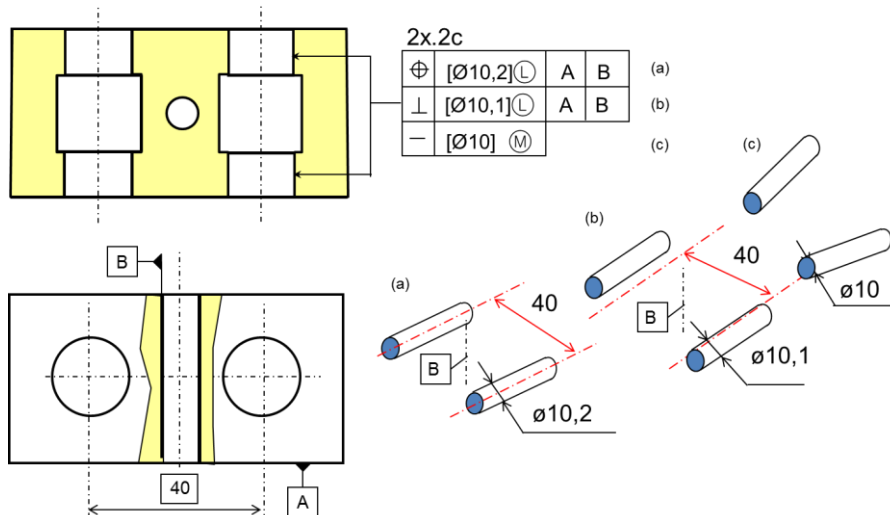 2x.2c
⌖ [Ø10,2]Ⓛ A B (a)
⊥ [Ø10,1]Ⓛ A B (b)
— [Ø10] Ⓜ (c)
(c)
(b)
B
40
(a)
ø10
40
B
B
ø10,1
ø10,2
40
A